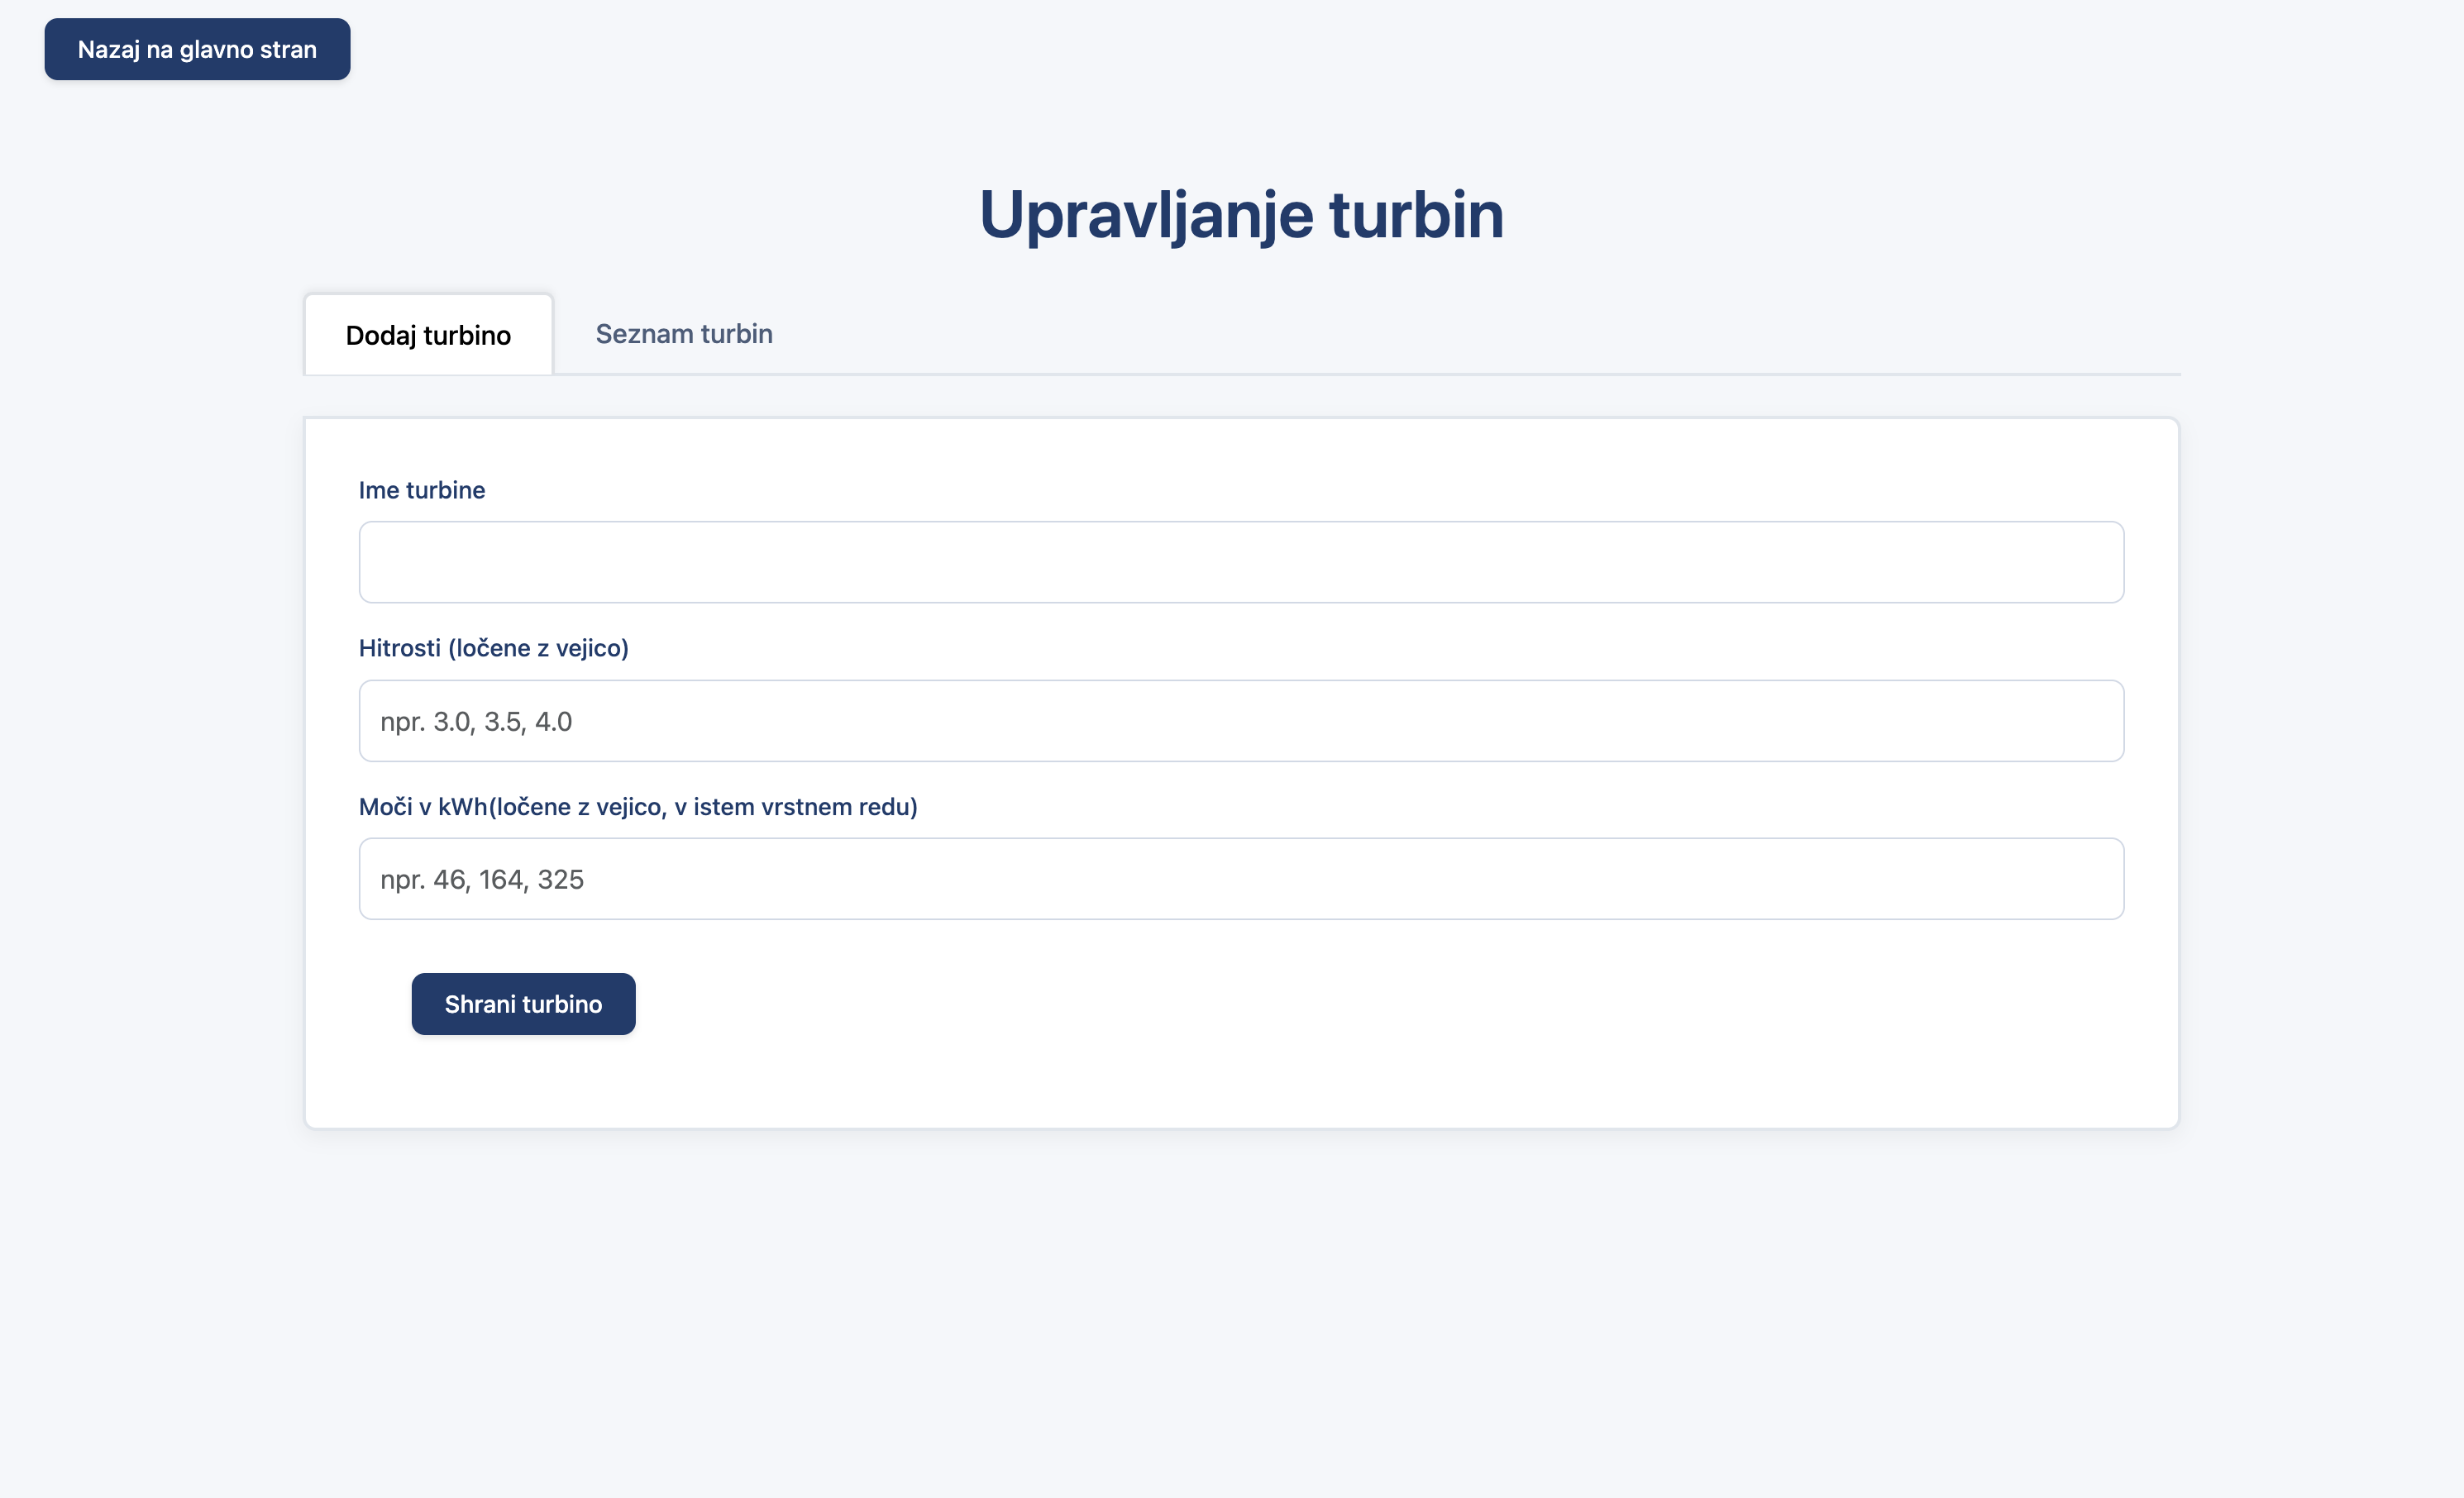 Nazaj na glavno stran
Upravljanje turbin
Dodaj turbino
Seznam turbin
Ime turbine
Hitrosti (ločene z vejico)
npr. 3.0, 3.5, 4.0
Moči v kWh(ločene z vejico, v istem vrstnem redu)
npr. 46, 164, 325
Shrani turbino